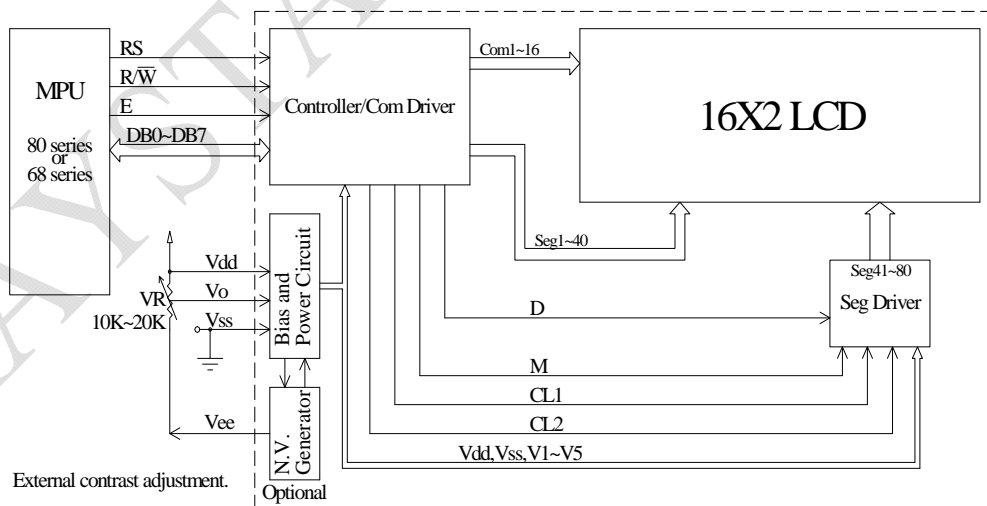 RS
R/W̅
E
DB0~DB7
MPU
80 series
or
68 series
Controller/Com Driver
Com1~16
16X2 LCD
Seg1~40
Seg41~80
Seg Driver
Vdd
Vo
Vss
VR
10K~20K
Bias and
Power Circuit
D
M
CL1
CL2
Vdd,Vss,V1~V5
Vee
N.V.
Generator
Optional
External contrast adjustment.
AYSTA